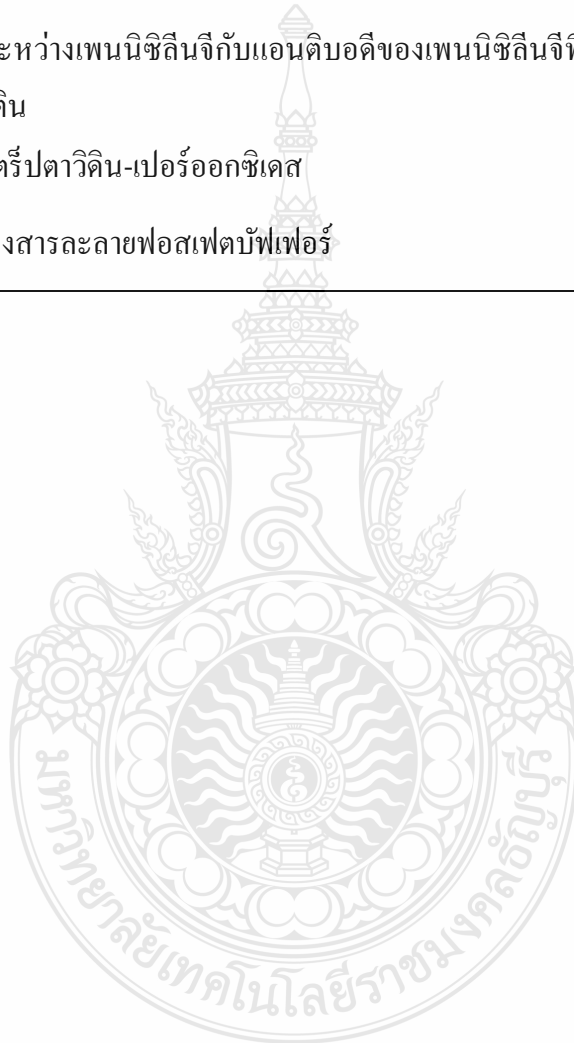 ะหว่างเพนนิซิลีนจีกับแอนติบอดีของเพนนิซิลีนจีที
ดิน
ตร็ปตาวิดิน-เปอร์ออกซิเดส
งสารละลายฟอสเฟตบัฟเฟอร์
มหาวิทยาลัยเทคโนโลยีราชมงคลธัญบุรี